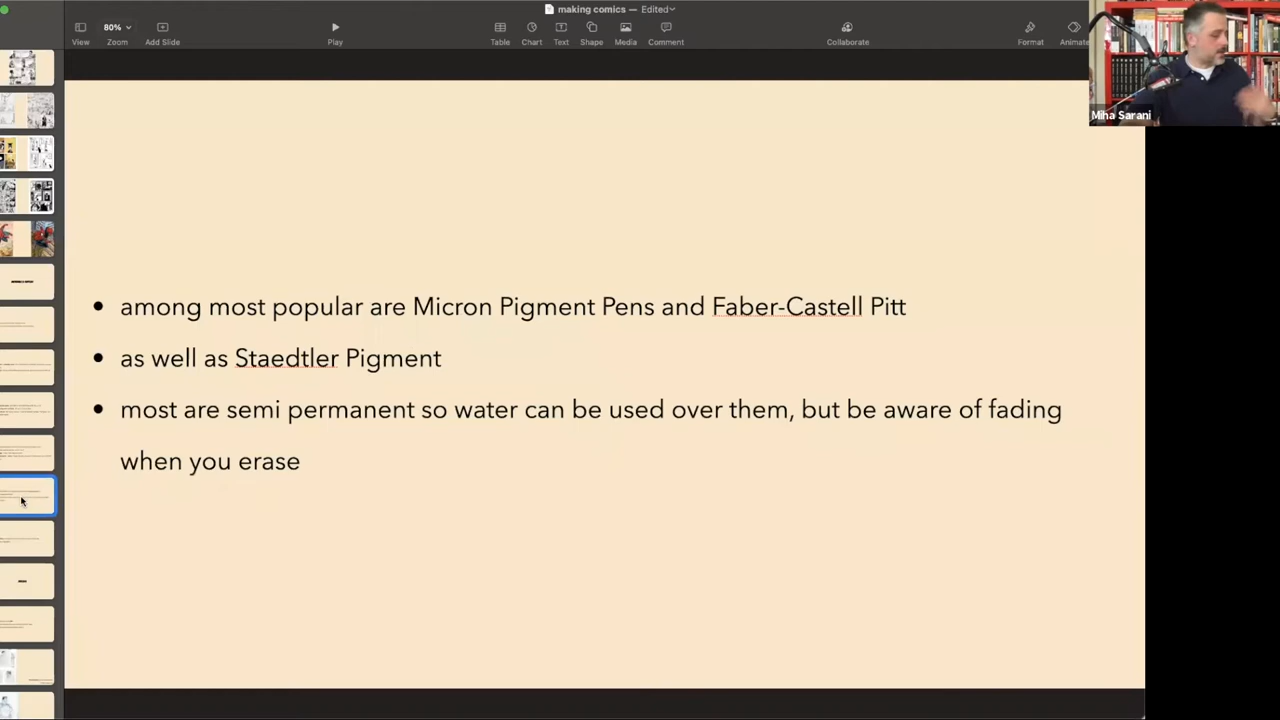 making comics — Edited
80%
View Zoom Add Slide Play Table Chart Text Shape Media Comment Collaborate Format Animate
Miha Sarani
• among most popular are Micron Pigment Pens and Faber-Castell Pitt
• as well as Staedtler Pigment
• most are semi permanent so water can be used over them, but be aware of fading
when you erase